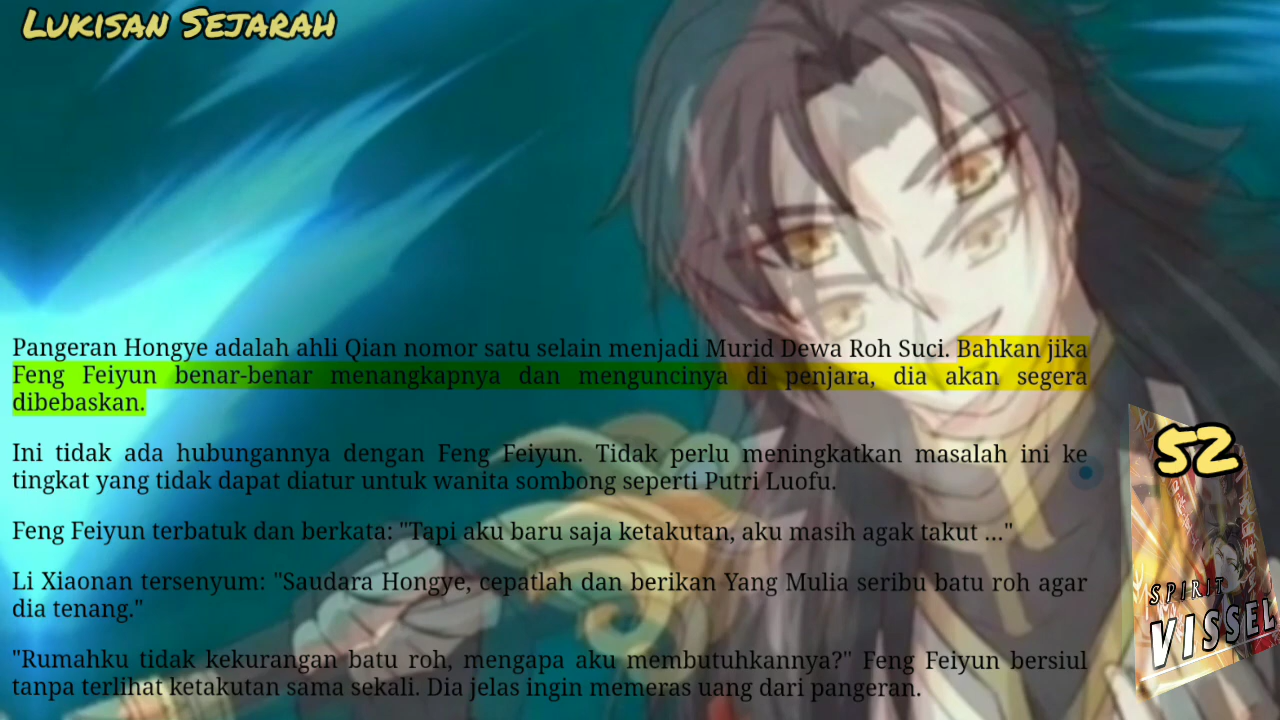 Lukisan Sejarah
Pangeran Hongye adalah ahli Qian nomor satu selain menjadi Murid Dewa Roh Suci. Bahkan jika
Feng Feiyun benar-benar menangkapnya dan menguncinya di penjara, dia akan segera
dibebaskan.
Ini tidak ada hubungannya dengan Feng Feiyun. Tidak perlu meningkatkan masalah ini ke
tingkat yang tidak dapat diatur untuk wanita sombong seperti Putri Luofu.
Feng Feiyun terbatuk dan berkata: "Tapi aku baru saja ketakutan, aku masih agak takut ..."
Li Xiaonan tersenyum: "Saudara Hongye, cepatlah dan berikan Yang Mulia seribu batu roh agar
dia tenang."
"Rumahku tidak kekurangan batu roh, mengapa aku membutuhkannya?" Feng Feiyun bersiul
tanpa terlihat ketakutan sama sekali. Dia jelas ingin memeras uang dari pangeran.
S2
SPIRIT
VISSEL